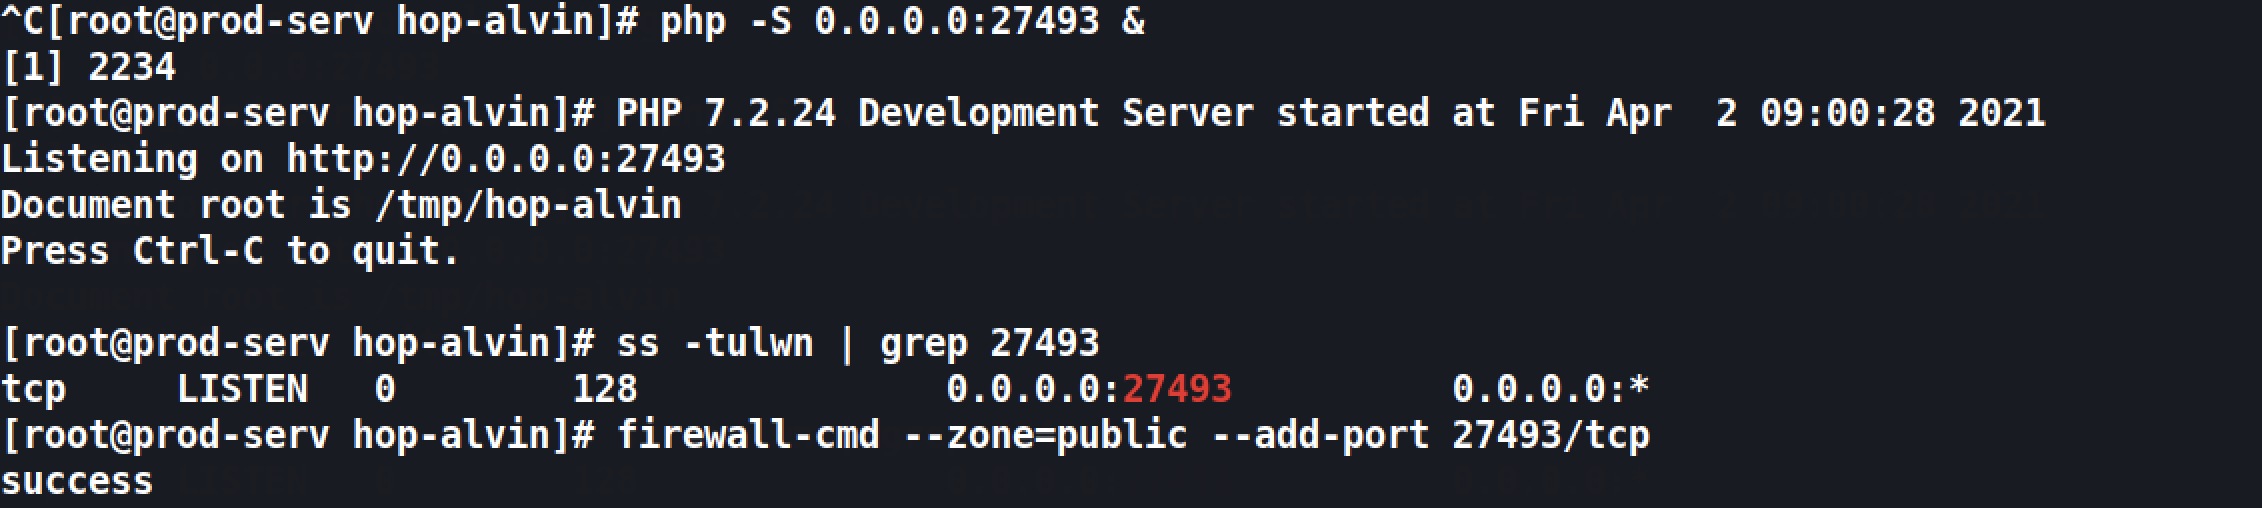 ^C[root@prod-serv hop-alvin]# php -S 0.0.0.0:27493 &
[1] 2234
[root@prod-serv hop-alvin]# PHP 7.2.24 Development Server started at Fri Apr  2 09:00:28 2021
Listening on http://0.0.0.0:27493
Document root is /tmp/hop-alvin
Press Ctrl-C to quit.
[root@prod-serv hop-alvin]# ss -tulwn | grep 27493
tcp     LISTEN   0        128              0.0.0.0:27493          0.0.0.0:*
[root@prod-serv hop-alvin]# firewall-cmd --zone=public --add-port 27493/tcp
success